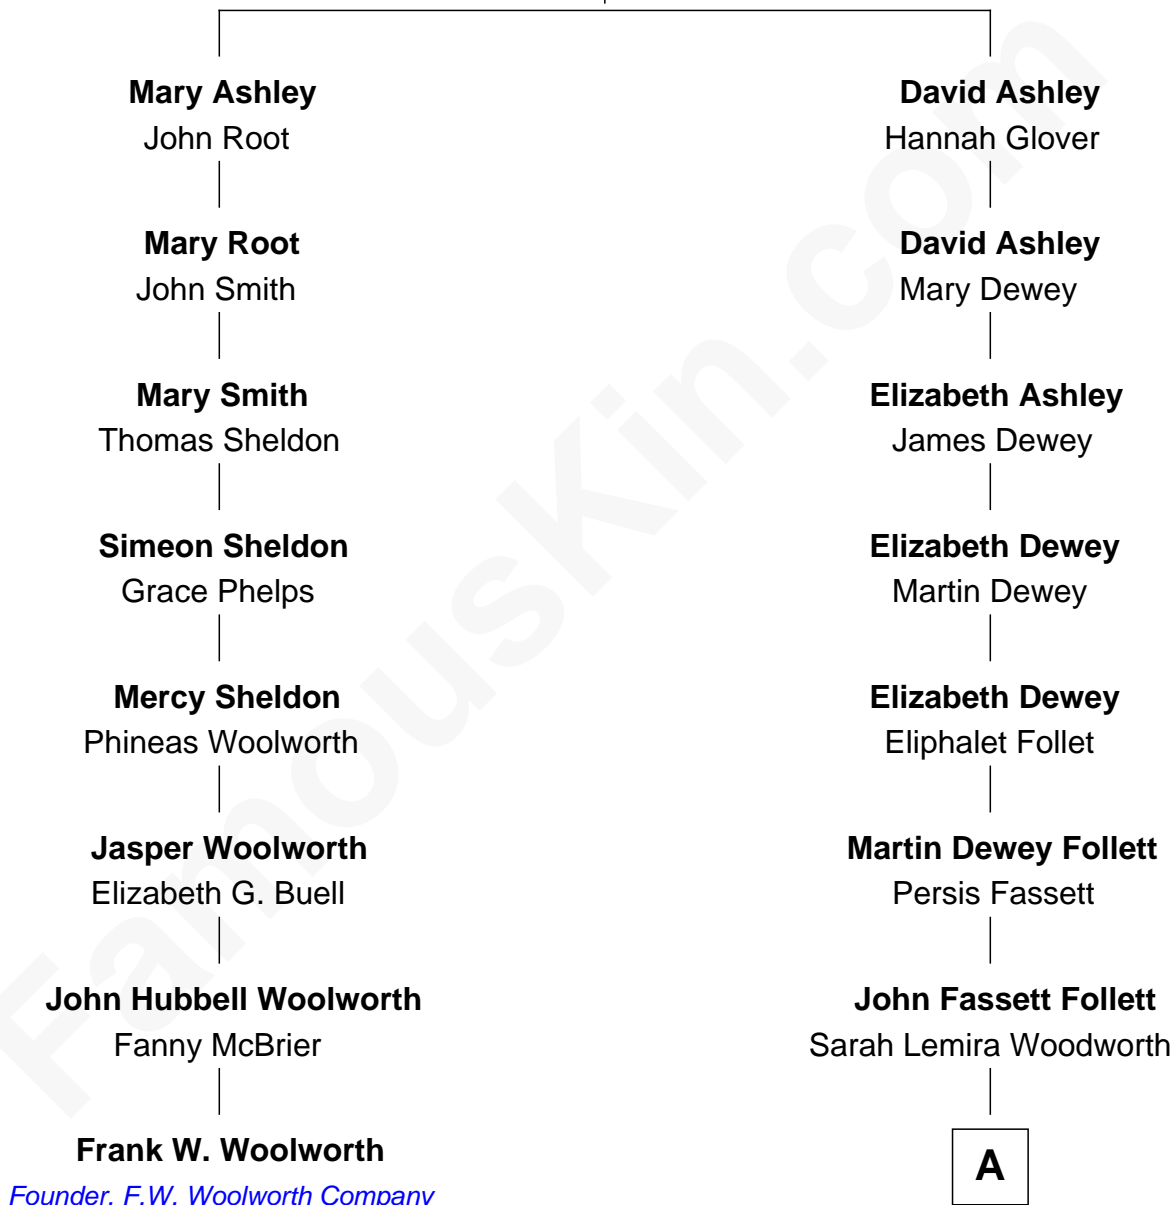 Mary Ashley
John Root
David Ashley
Hannah Glover
Mary Root
John Smith
David Ashley
Mary Dewey
Mary Smith
Thomas Sheldon
Elizabeth Ashley
James Dewey
Simeon Sheldon
Grace Phelps
Elizabeth Dewey
Martin Dewey
Mercy Sheldon
Phineas Woolworth
Elizabeth Dewey
Eliphalet Follet
Jasper Woolworth
Elizabeth G. Buell
Martin Dewey Follett
Persis Fassett
John Hubbell Woolworth
Fanny McBrier
John Fassett Follett
Sarah Lemira Woodworth
Frank W. Woolworth
Founder, F.W. Woolworth Company
A
FamousKin.com